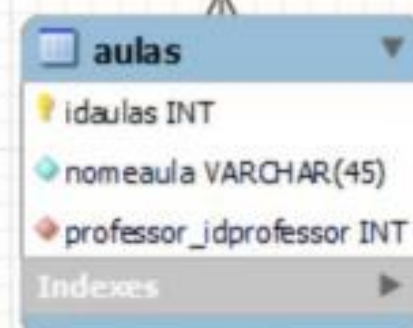 aulas
idaulas INT
nomeaula VARCHAR(45)
professor_idprofessor INT
Indexes